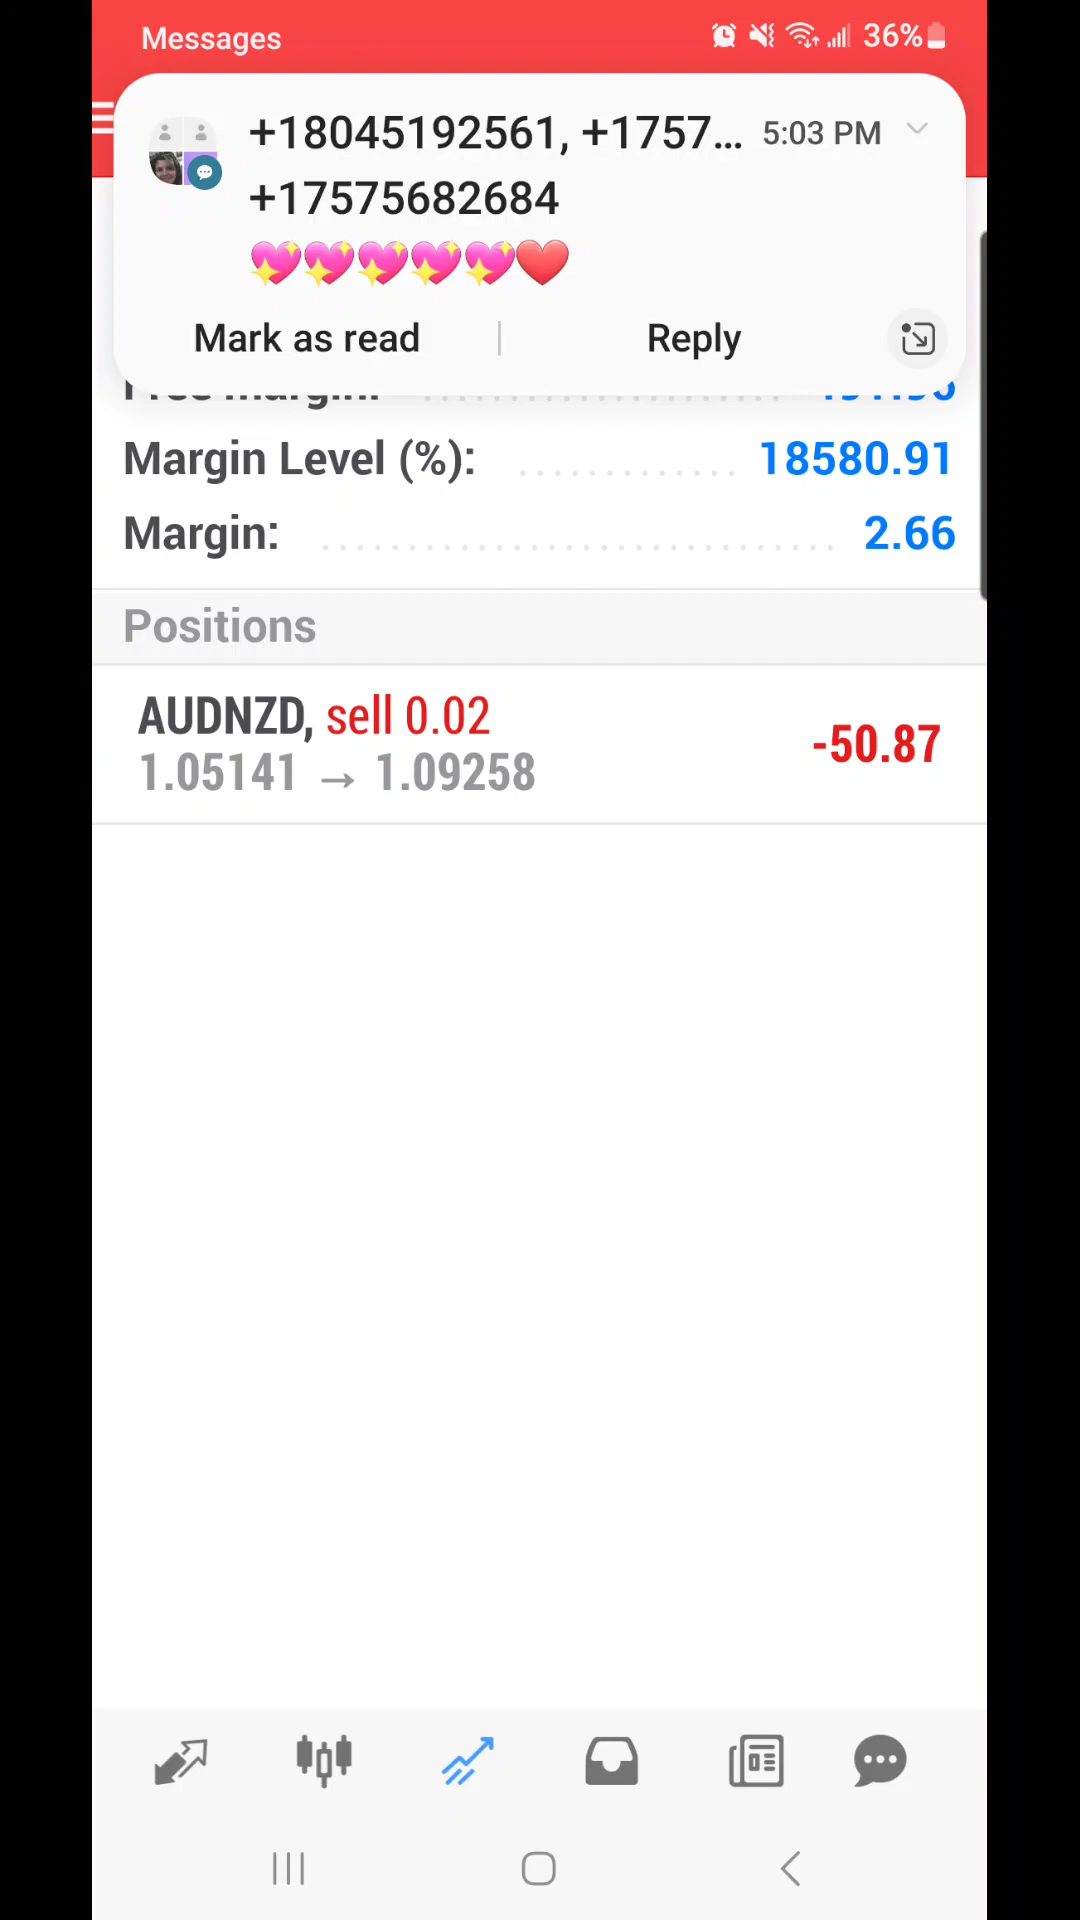 Messages 36%
+18045192561, +1757... 5:03 PM
+17575682684
💖💖💖💖💖❤️
Mark as read | Reply
Margin Level (%): 18580.91
Margin: 2.66
Positions
AUDNZD, sell 0.02
-50.87
1.05141 → 1.09258